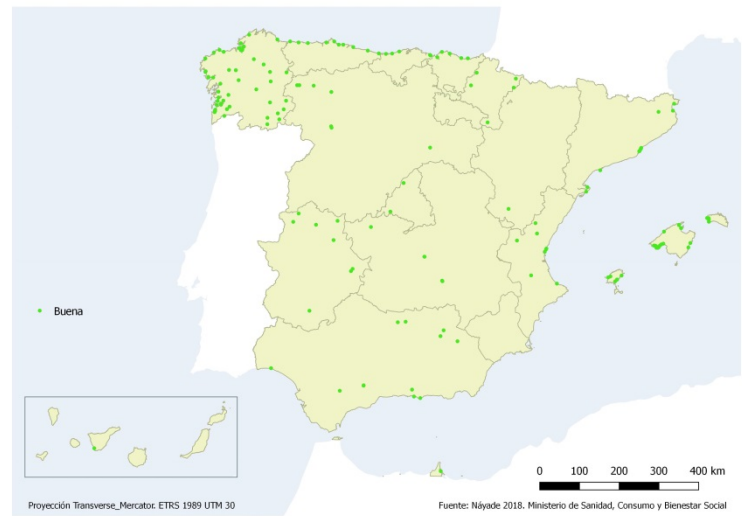 Buena
0 100 200 300 400 km
Proyección Transverse_Mercator. ETRS 1989 UTM 30
Fuente: Náyade 2018. Ministerio de Sanidad, Consumo y Bienestar Social